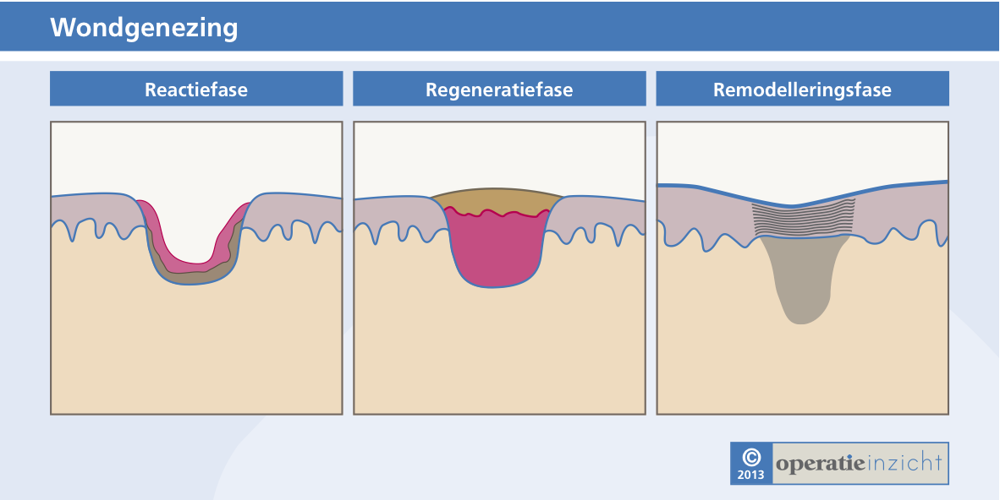 Wondgenezing
Reactiefase
Regeneratiefase
Remodelleringsfase
©
2013
operatieinzicht